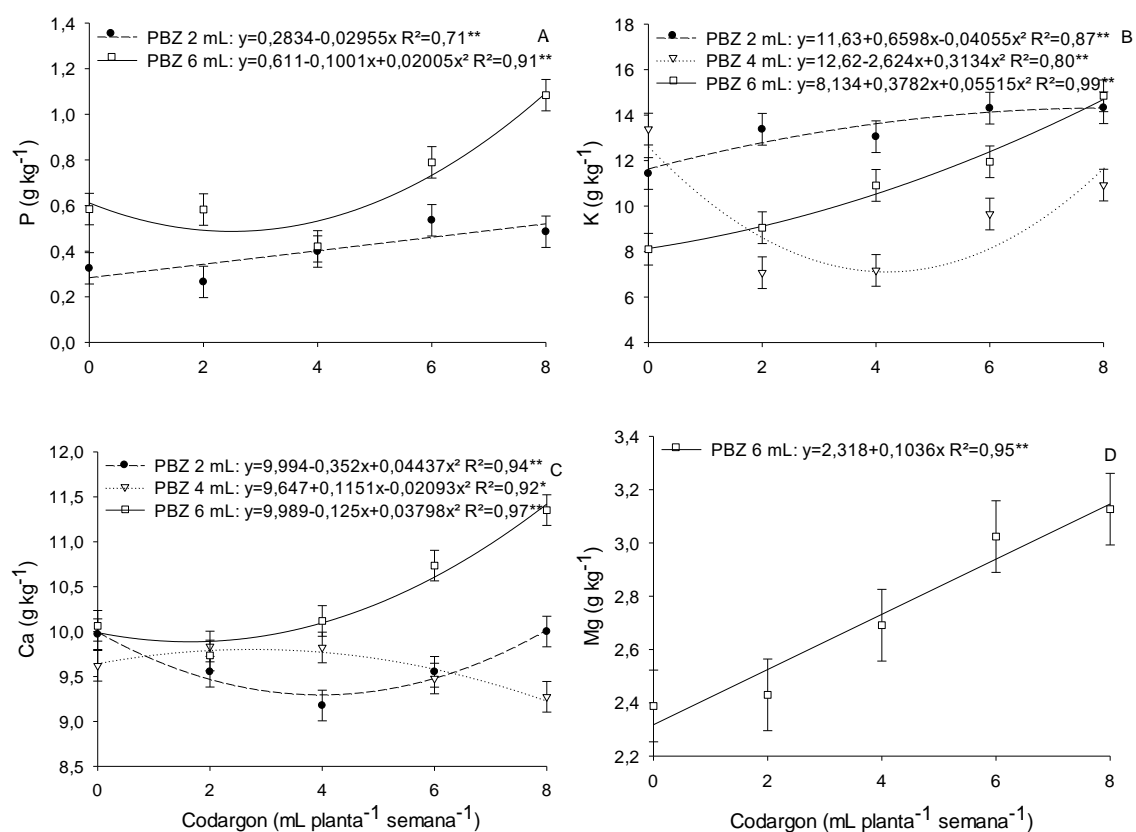 PBZ 2 mL: y=0,2834-0,02955x R²=0,71**
PBZ 6 mL: y=0,611-0,1001x+0,02005x² R²=0,91**
A
1,4
1,2
1,0
0,8
0,6
0,4
0,2
0,0
P (g kg⁻¹)
0 2 4 6 8
PBZ 2 mL: y=11,63+0,6598x-0,04055x² R²=0,87**
PBZ 4 mL: y=12,62-2,624x+0,3134x² R²=0,80**
PBZ 6 mL: y=8,134+0,3782x+0,05515x² R²=0,99**
B
18
16
14
12
10
8
6
4
K (g kg⁻¹)
0 2 4 6 8
PBZ 2 mL: y=9,994-0,352x+0,04437x² R²=0,94**
PBZ 4 mL: y=9,647+0,1151x-0,02093x² R²=0,92*
PBZ 6 mL: y=9,989-0,125x+0,03798x² R²=0,97**
C
12,0
11,5
11,0
10,5
10,0
9,5
9,0
8,5
Ca (g kg⁻¹)
0 2 4 6 8
Codargon (mL planta⁻¹ semana⁻¹)
PBZ 6 mL: y=2,318+0,1036x R²=0,95**
D
3,4
3,2
3,0
2,8
2,6
2,4
2,2
Mg (g kg⁻¹)
0 2 4 6 8
Codargon (mL planta⁻¹ semana⁻¹)